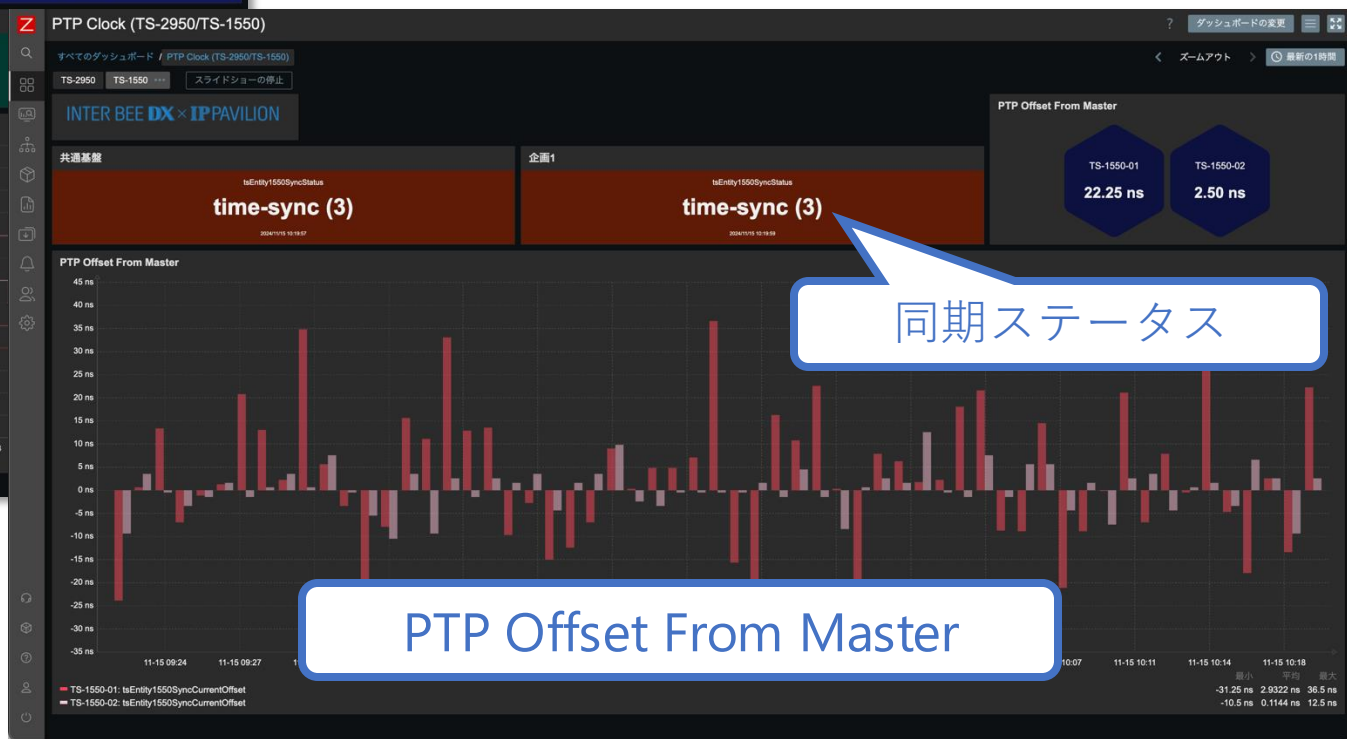 PTP Clock (TS-2950/TS-1550)
? ダッシュボードの変更
すべてのダッシュボード / PTP Clock (TS-2950/TS-1550)
ズームアウト
最新の1時間
TS-2950 TS-1550 ...
スライドショーの停止
INTER BEE DX × IP PAVILION
PTP Offset From Master
TS-1550-01
22.25 ns
TS-1550-02
2.50 ns
共通基盤
tsEntity1550SyncStatus
time-sync (3)
2024/11/15 10:19:57
企画1
tsEntity1550SyncStatus
time-sync (3)
2024/11/15 10:19:59
同期ステータス
PTP Offset From Master
45 ns
40 ns
35 ns
30 ns
25 ns
20 ns
15 ns
10 ns
5 ns
0 ns
-5 ns
-10 ns
-15 ns
-20 ns
-25 ns
-30 ns
-35 ns
PTP Offset From Master
11-15 09:24 11-15 09:27 10:07 11-15 10:11 11-15 10:14 11-15 10:18
最小 平均 最大
TS-1550-01: tsEntity1550SyncCurrentOffset -31.25 ns 2.9322 ns 36.5 ns
TS-1550-02: tsEntity1550SyncCurrentOffset -10.5 ns 0.1144 ns 12.5 ns